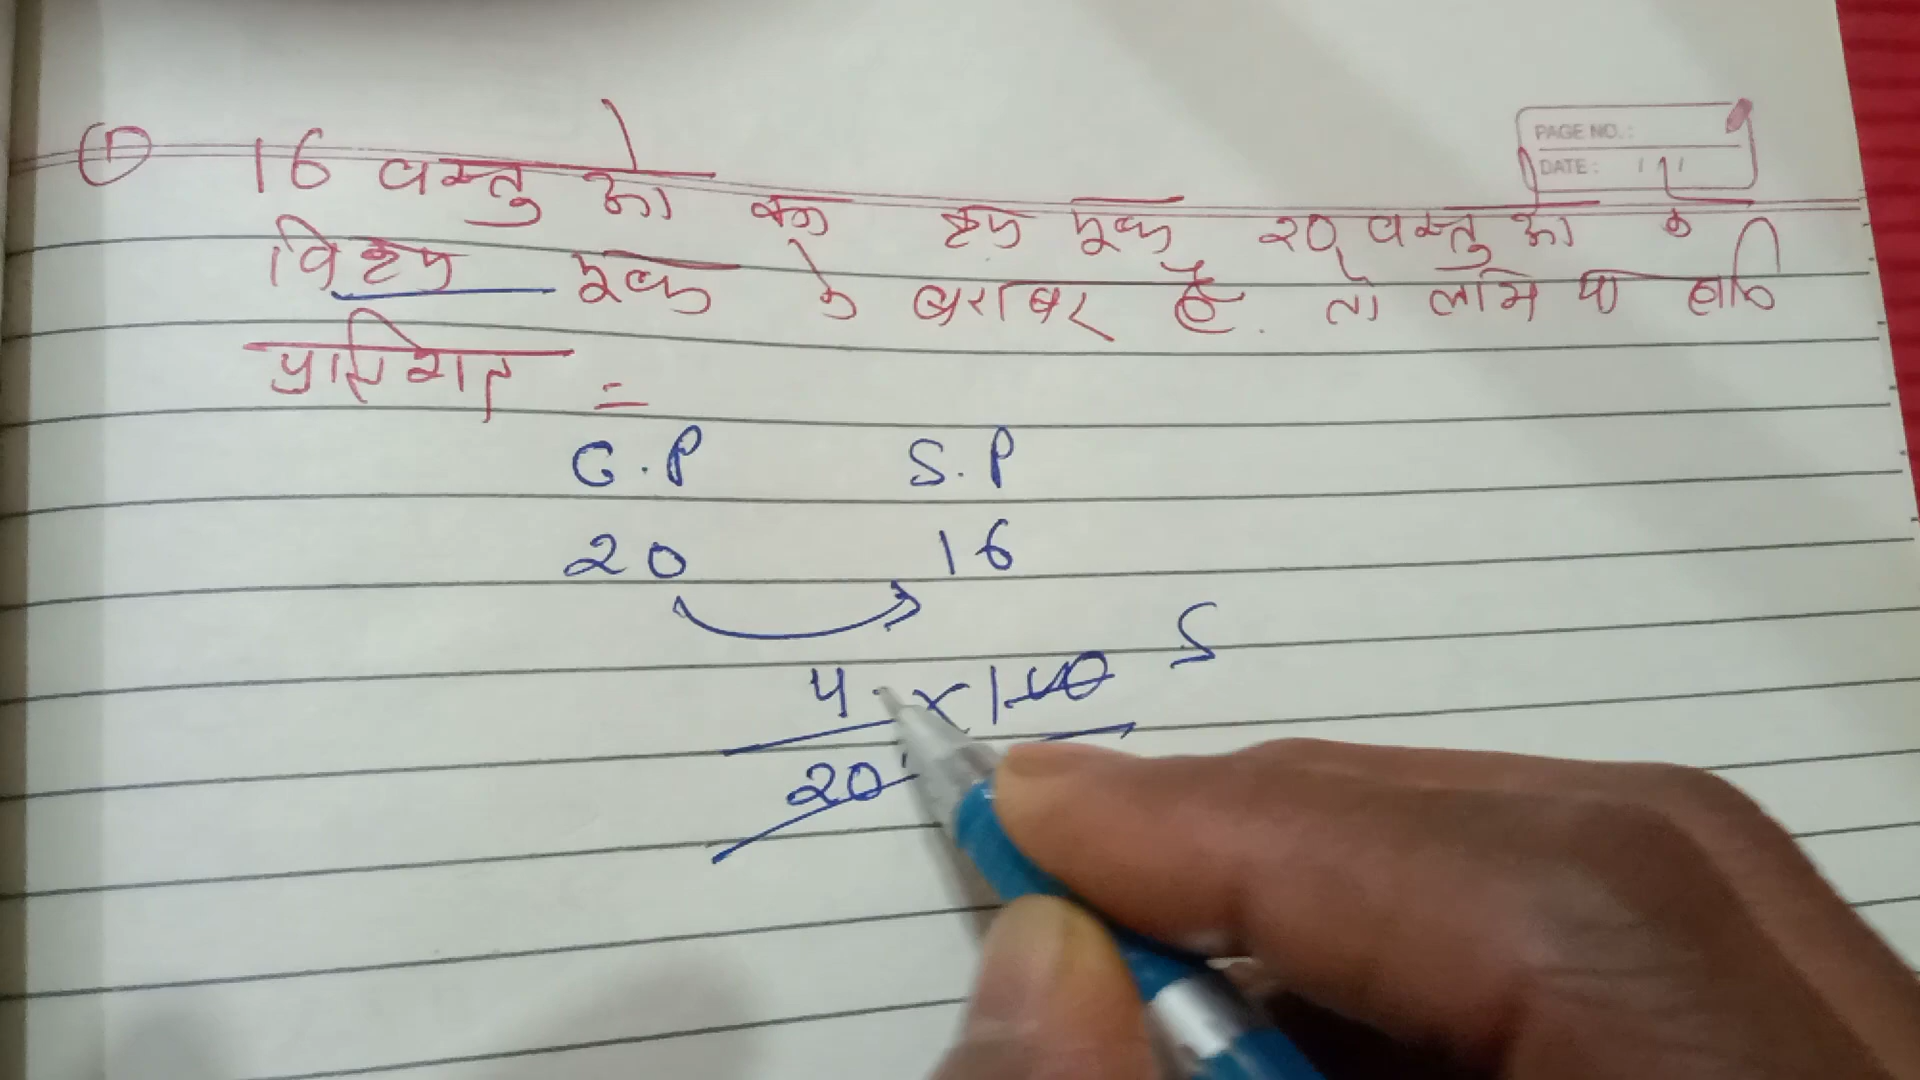 ① 16 वस्तुओ का क्रय मूल्य 20 वस्तुओ के
PAGE NO.:
DATE:
विक्रय मूल्य के बराबर है. तो लाभ या हानि
प्रतिशत =
C.P S.P
20 16
4 × 100 5
20